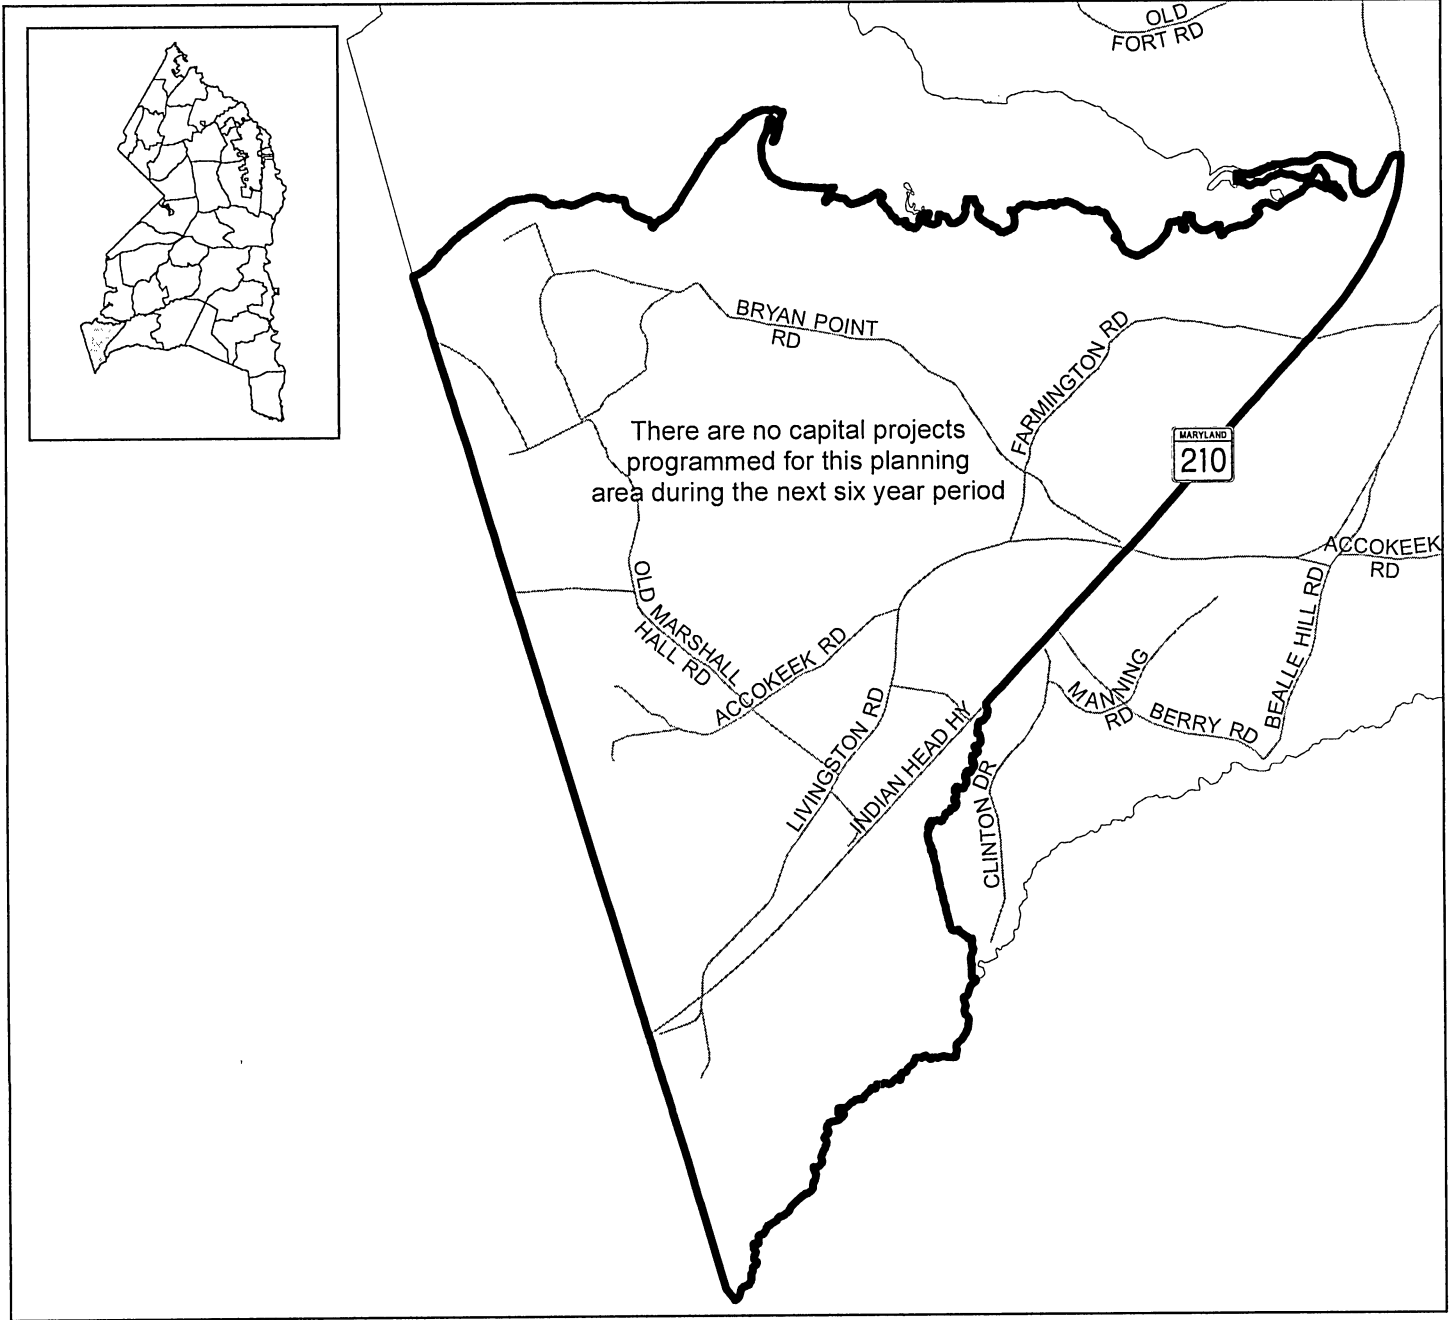 OLD
FORT RD
BRYAN POINT
RD
FARMINGTON RD
There are no capital projects
programmed for this planning
area during the next six year period
MARYLAND
210
ACCOKEEK
RD
OLD MARSHALL
HALL RD
ACCOKEEK RD
LIVINGSTON RD
INDIAN HEAD HY
CLINTON DR
MANNING
RD
BERRY RD
BEALLE HILL RD